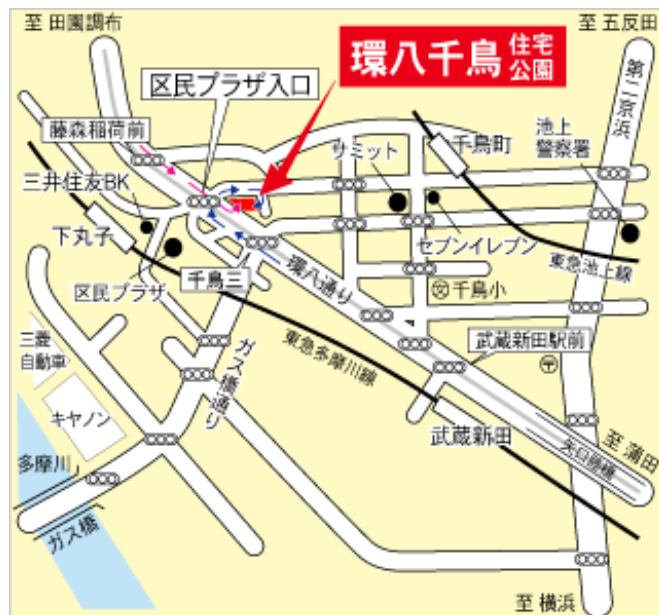 至 田園調布
至 五反田
環八千鳥 住宅
公園
区民プラザ入口
第二京浜
藤森稲荷前
サミット
千鳥町
池上
警察署
三井住友BK
下丸子
セブンイレブン
区民プラザ
千鳥三
環八通り
文 千鳥小
東急池上線
三菱
自動車
ガス橋通り
東急多摩川線
武蔵新田駅前
〒
キヤノン
武蔵新田
至 蒲田
多摩川
矢口陸橋
ガス橋
至 横浜